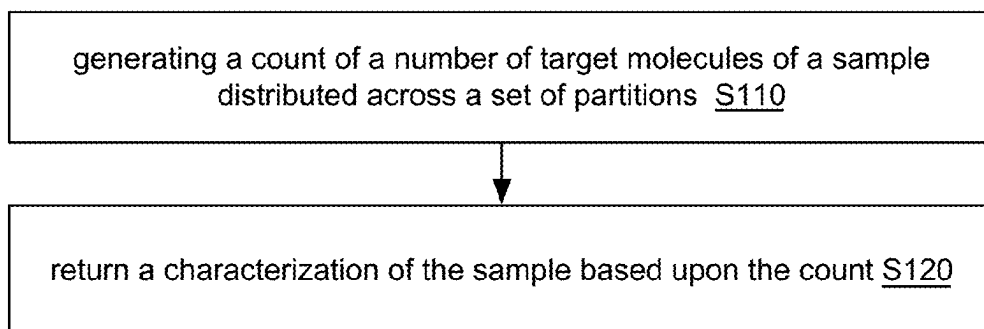 generating a count of a number of target molecules of a sample
distributed across a set of partitions S110
return a characterization of the sample based upon the count S120